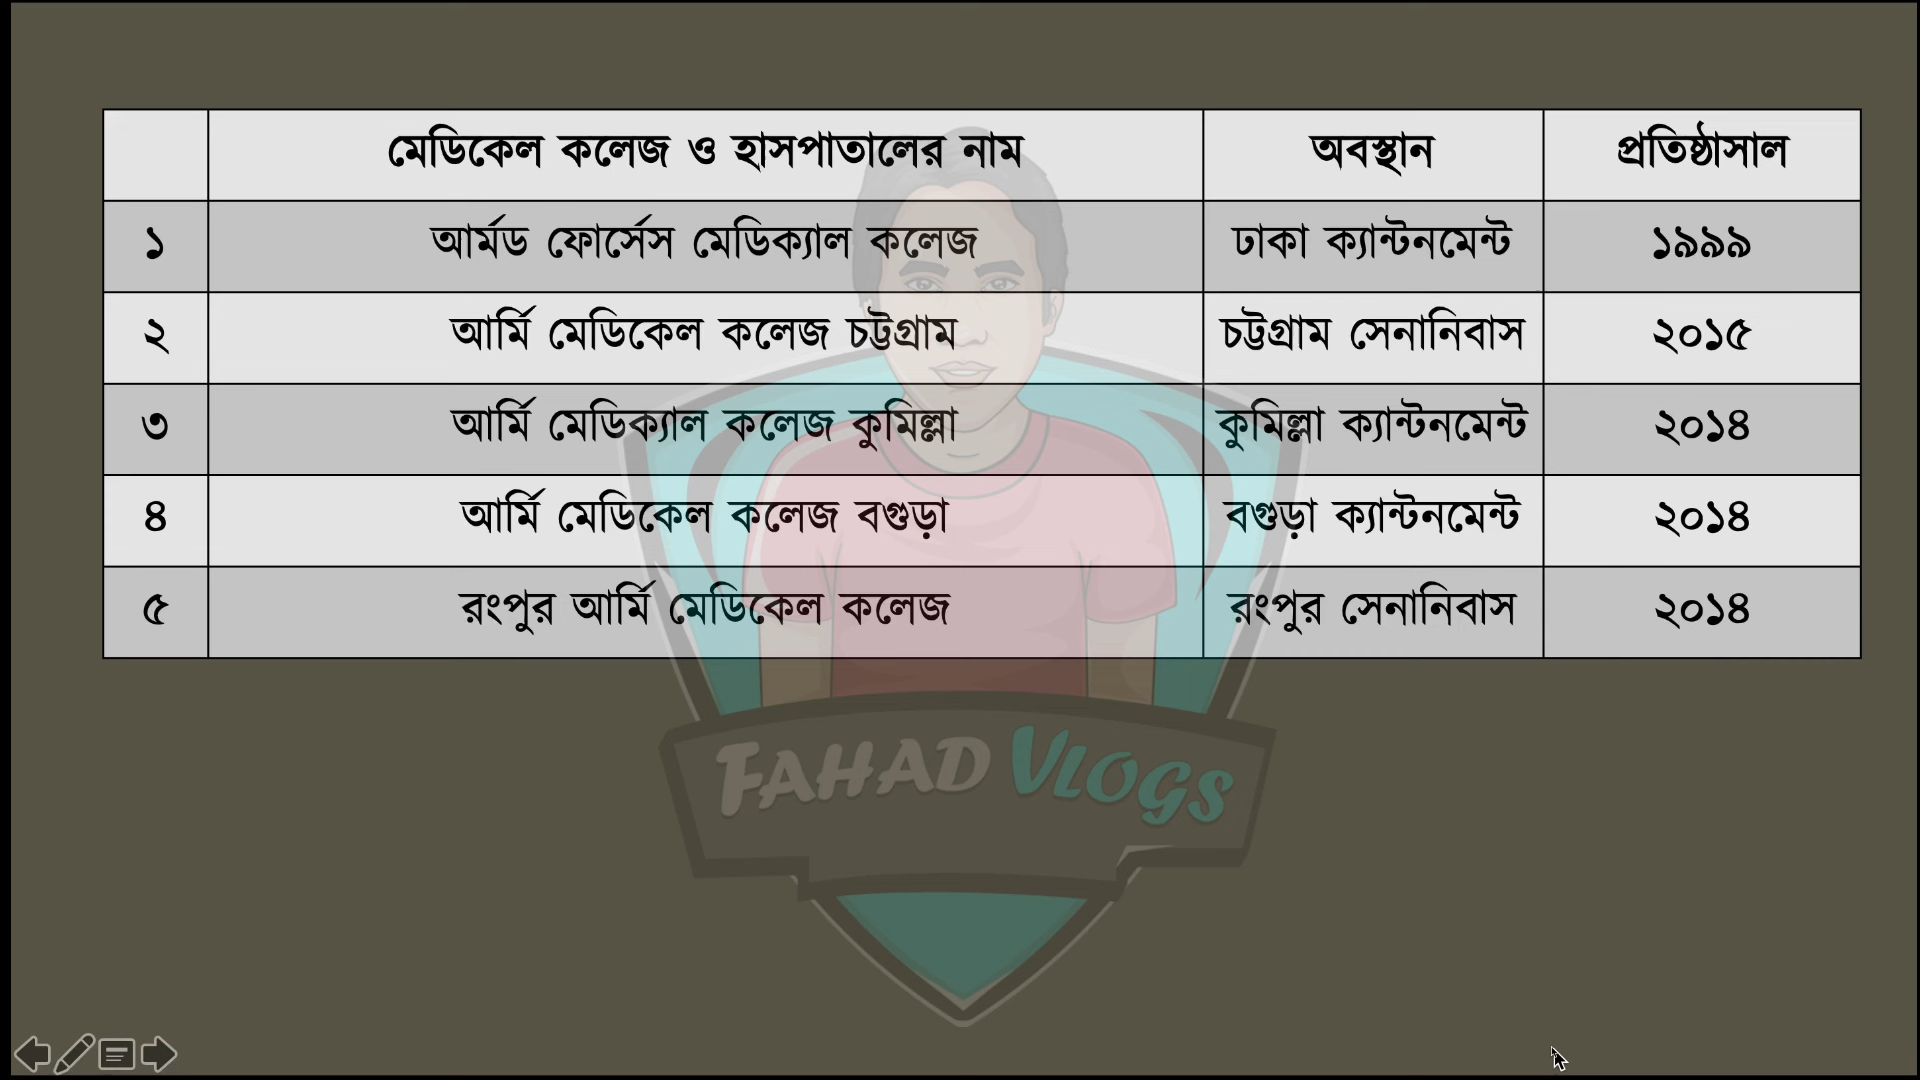 মেডিকেল কলেজ ও হাসপাতালের নাম অবস্থান প্রতিষ্ঠাসাল
১ আর্মড ফোর্সেস মেডিক্যাল কলেজ ঢাকা ক্যান্টনমেন্ট ১৯৯৯
২ আর্মি মেডিকেল কলেজ চট্টগ্রাম চট্টগ্রাম সেনানিবাস ২০১৫
৩ আর্মি মেডিক্যাল কলেজ কুমিল্লা কুমিল্লা ক্যান্টনমেন্ট ২০১৪
৪ আর্মি মেডিকেল কলেজ বগুড়া বগুড়া ক্যান্টনমেন্ট ২০১৪
৫ রংপুর আর্মি মেডিকেল কলেজ রংপুর সেনানিবাস ২০১৪
FAHAD VLOGS